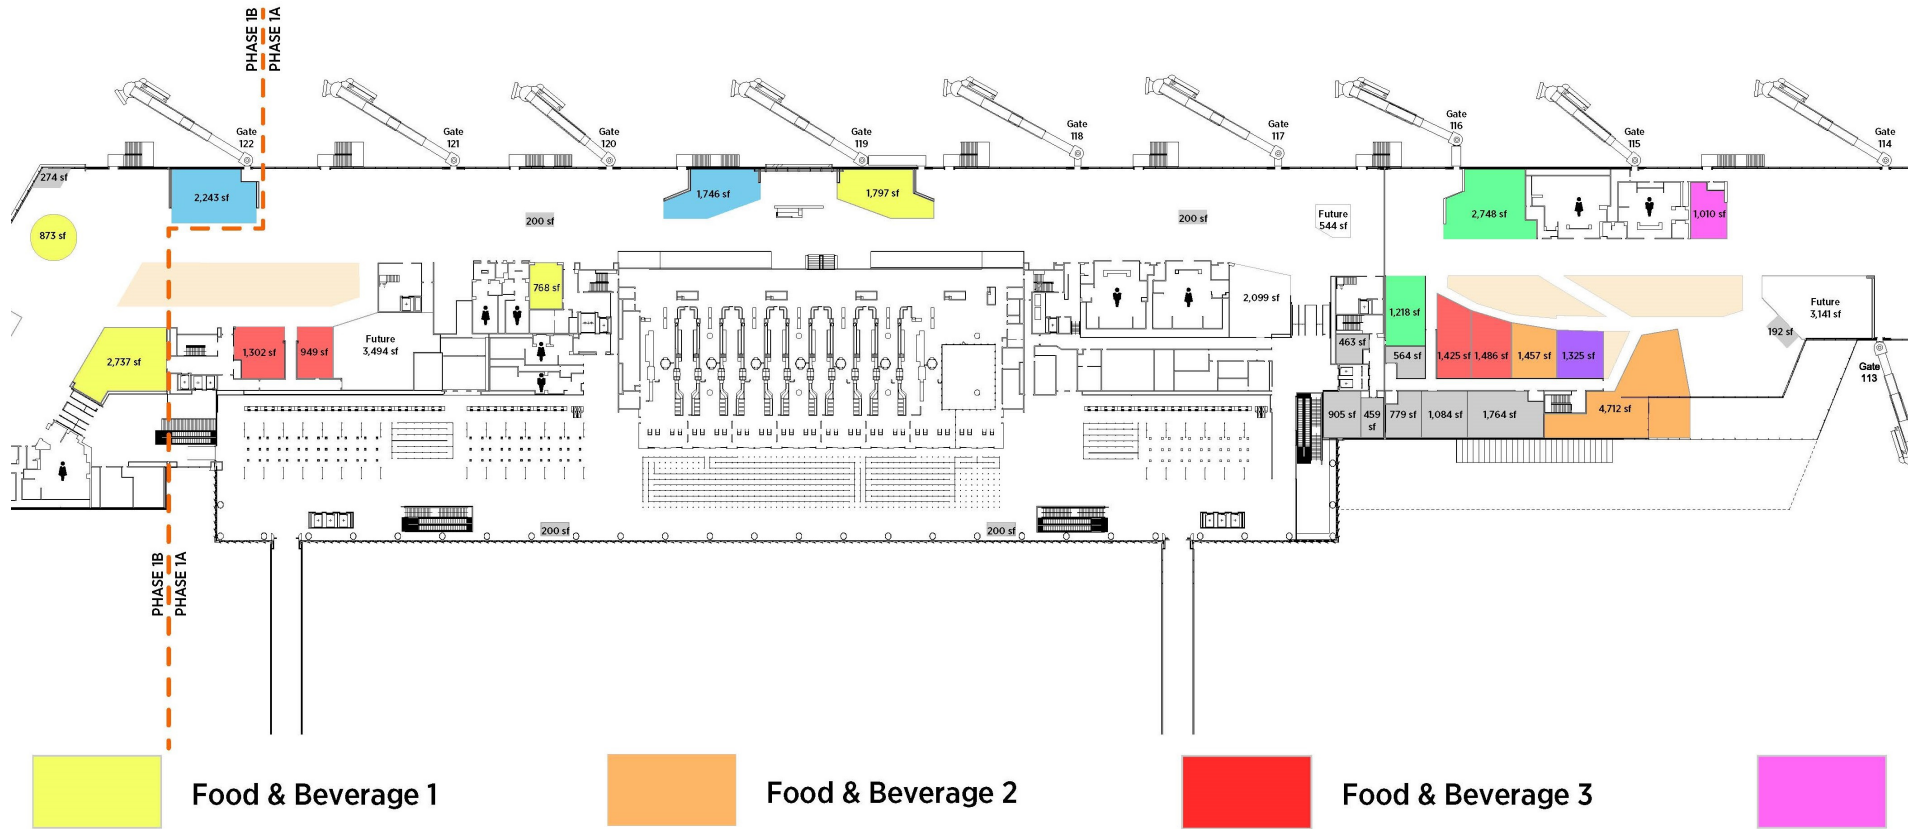 PHASE 1B
PHASE 1A
Gate
122
Gate
121
Gate
120
Gate
119
Gate
118
Gate
117
Gate
116
Gate
115
Gate
114
274 sf
2,243 sf
1,746 sf
1,797 sf
873 sf
200 sf
200 sf
Future
544 sf
2,748 sf
1,010 sf
768 sf
2,099 sf
1,218 sf
Future
3,141 sf
192 sf
2,737 sf
1,302 sf
949 sf
Future
3,494 sf
463 sf
564 sf
1,425 sf
1,486 sf
1,457 sf
1,325 sf
Gate
113
905 sf
459
sf
779 sf
1,084 sf
1,764 sf
4,712 sf
200 sf
200 sf
PHASE 1B
PHASE 1A
Food & Beverage 1
Food & Beverage 2
Food & Beverage 3